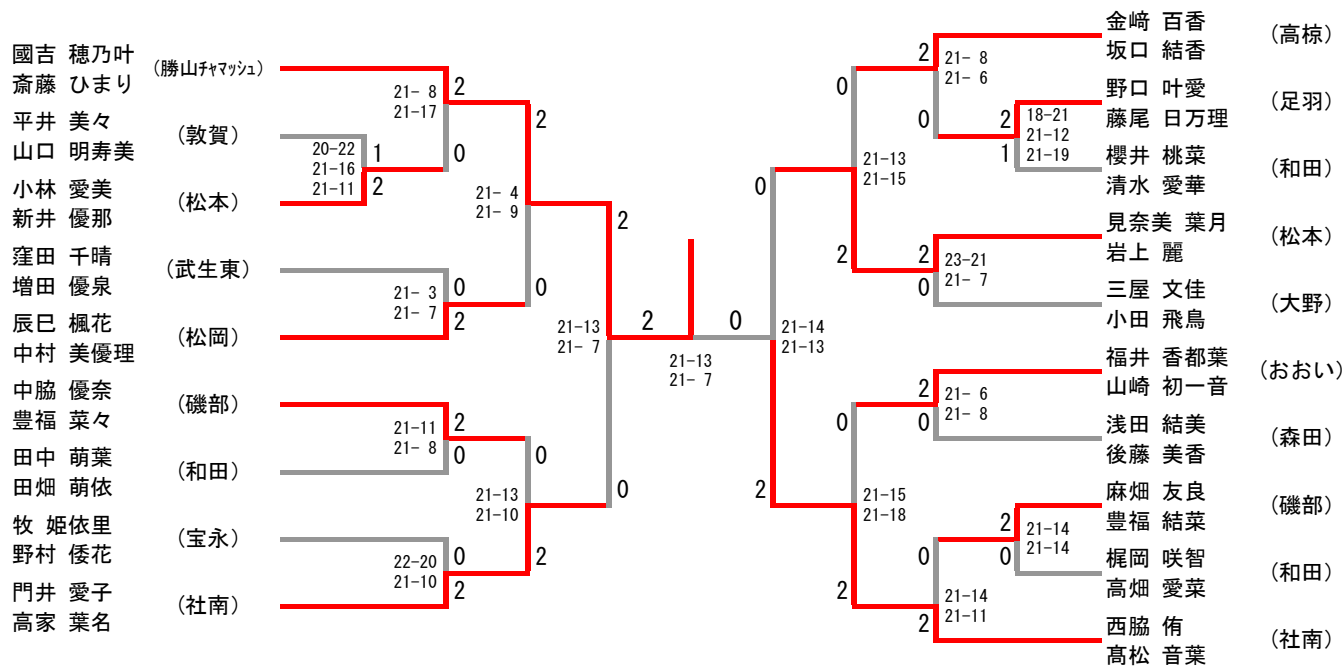 國吉 穂乃叶
斎藤 ひまり
(勝山ﾁｬﾏｯｼｭ)
平井 美々
山口 明寿美
(敦賀)
小林 愛美
新井 優那
(松本)
窪田 千晴
増田 優泉
(武生東)
辰巳 楓花
中村 美優理
(松岡)
中脇 優奈
豊福 菜々
(磯部)
田中 萌葉
田畑 萌依
(和田)
牧 姫依里
野村 倭花
(宝永)
門井 愛子
高家 葉名
(社南)
21- 8
21-17
2
0
20-22
21-16
21-11
1
2
21- 3
21- 7
0
2
21-11
21- 8
2
0
22-20
21-10
0
2
21- 4
21- 9
2
0
21-13
21-10
0
2
21-13
21- 7
2
0
2
0
21-13
21- 7
21-14
21-13
0
2
21-13
21-15
0
2
21-15
21-18
0
2
2
21- 8
21- 6
0
2
18-21
21-12
21-19
1
2
23-21
21- 7
0
2
21- 6
21- 8
0
2
21-14
21-14
0
0
21-14
21-11
2
金﨑 百香
坂口 結香
(高椋)
野口 叶愛
藤尾 日万理
(足羽)
櫻井 桃菜
清水 愛華
(和田)
見奈美 葉月
岩上 麗
(松本)
三屋 文佳
小田 飛鳥
(大野)
福井 香都葉
山崎 初一音
(おおい)
浅田 結美
後藤 美香
(森田)
麻畑 友良
豊福 結菜
(磯部)
梶岡 咲智
高畑 愛菜
(和田)
西脇 侑
髙松 音葉
(社南)